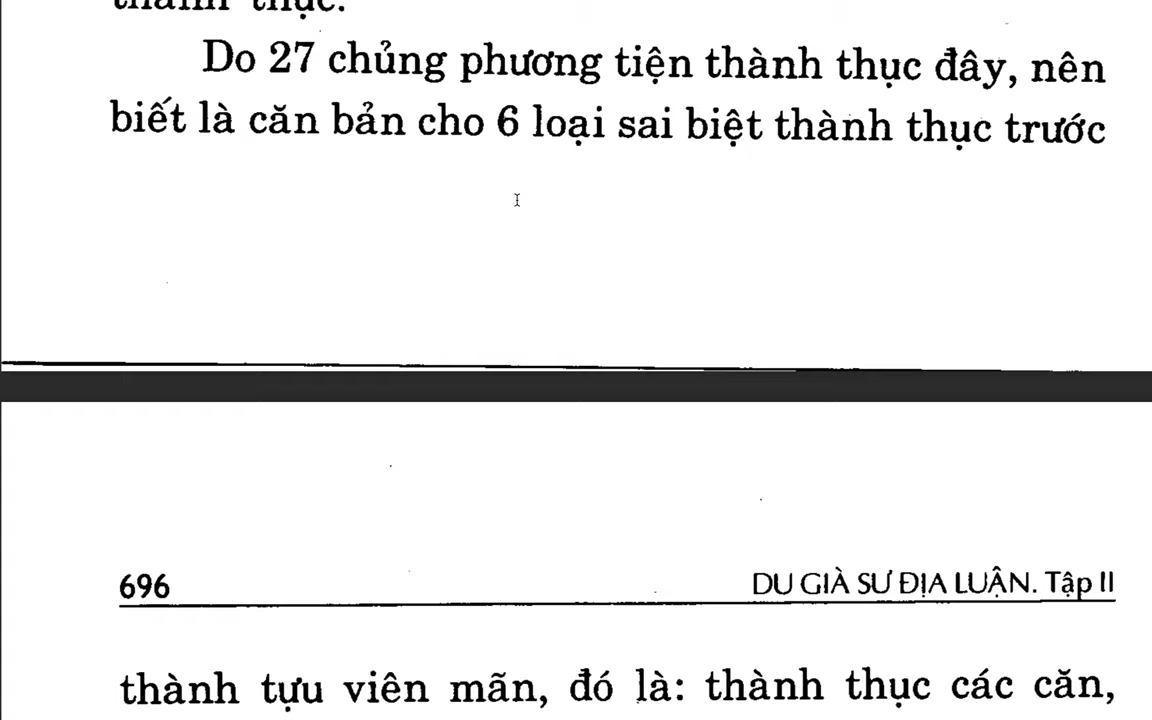 thành thục.
Do 27 chủng phương tiện thành thục đây, nên
biết là căn bản cho 6 loại sai biệt thành thục trước
696
DU GIÀ SƯ ĐỊA LUẬN. Tập II
thành tựu viên mãn, đó là: thành thục các căn,